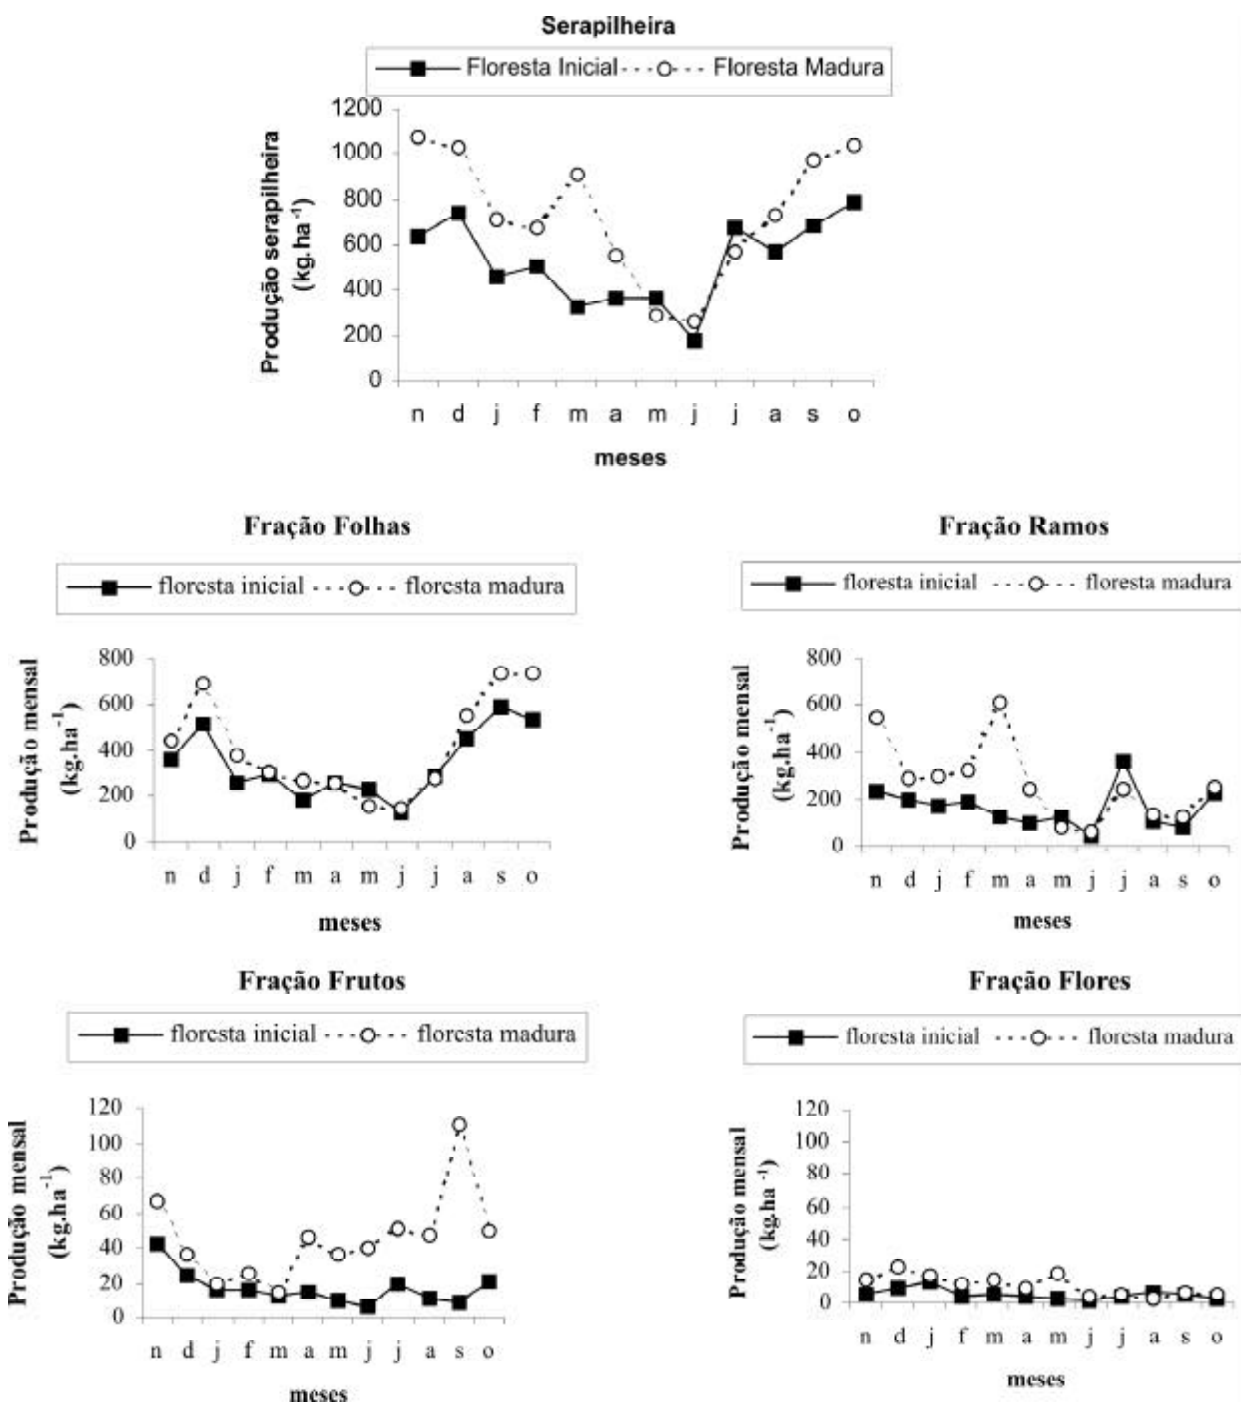 Serapilheira
Floresta Inicial Floresta Madura
Produção serapilheira
(kg.ha⁻¹)
1200
1000
800
600
400
200
0
n d j f m a m j j a s o
meses
Fração Folhas
floresta inicial floresta madura
Produção mensal
(kg.ha⁻¹)
800
600
400
200
0
n d j f m a m j j a s o
meses
Fração Ramos
floresta inicial floresta madura
Produção mensal
(kg.ha⁻¹)
800
600
400
200
0
n d j f m a m j j a s o
meses
Fração Frutos
floresta inicial floresta madura
Produção mensal
(kg.ha⁻¹)
120
100
80
60
40
20
0
n d j f m a m j j a s o
meses
Fração Flores
floresta inicial floresta madura
Produção mensal
(kg.ha⁻¹)
120
100
80
60
40
20
0
n d j f m a m j j a s o
meses